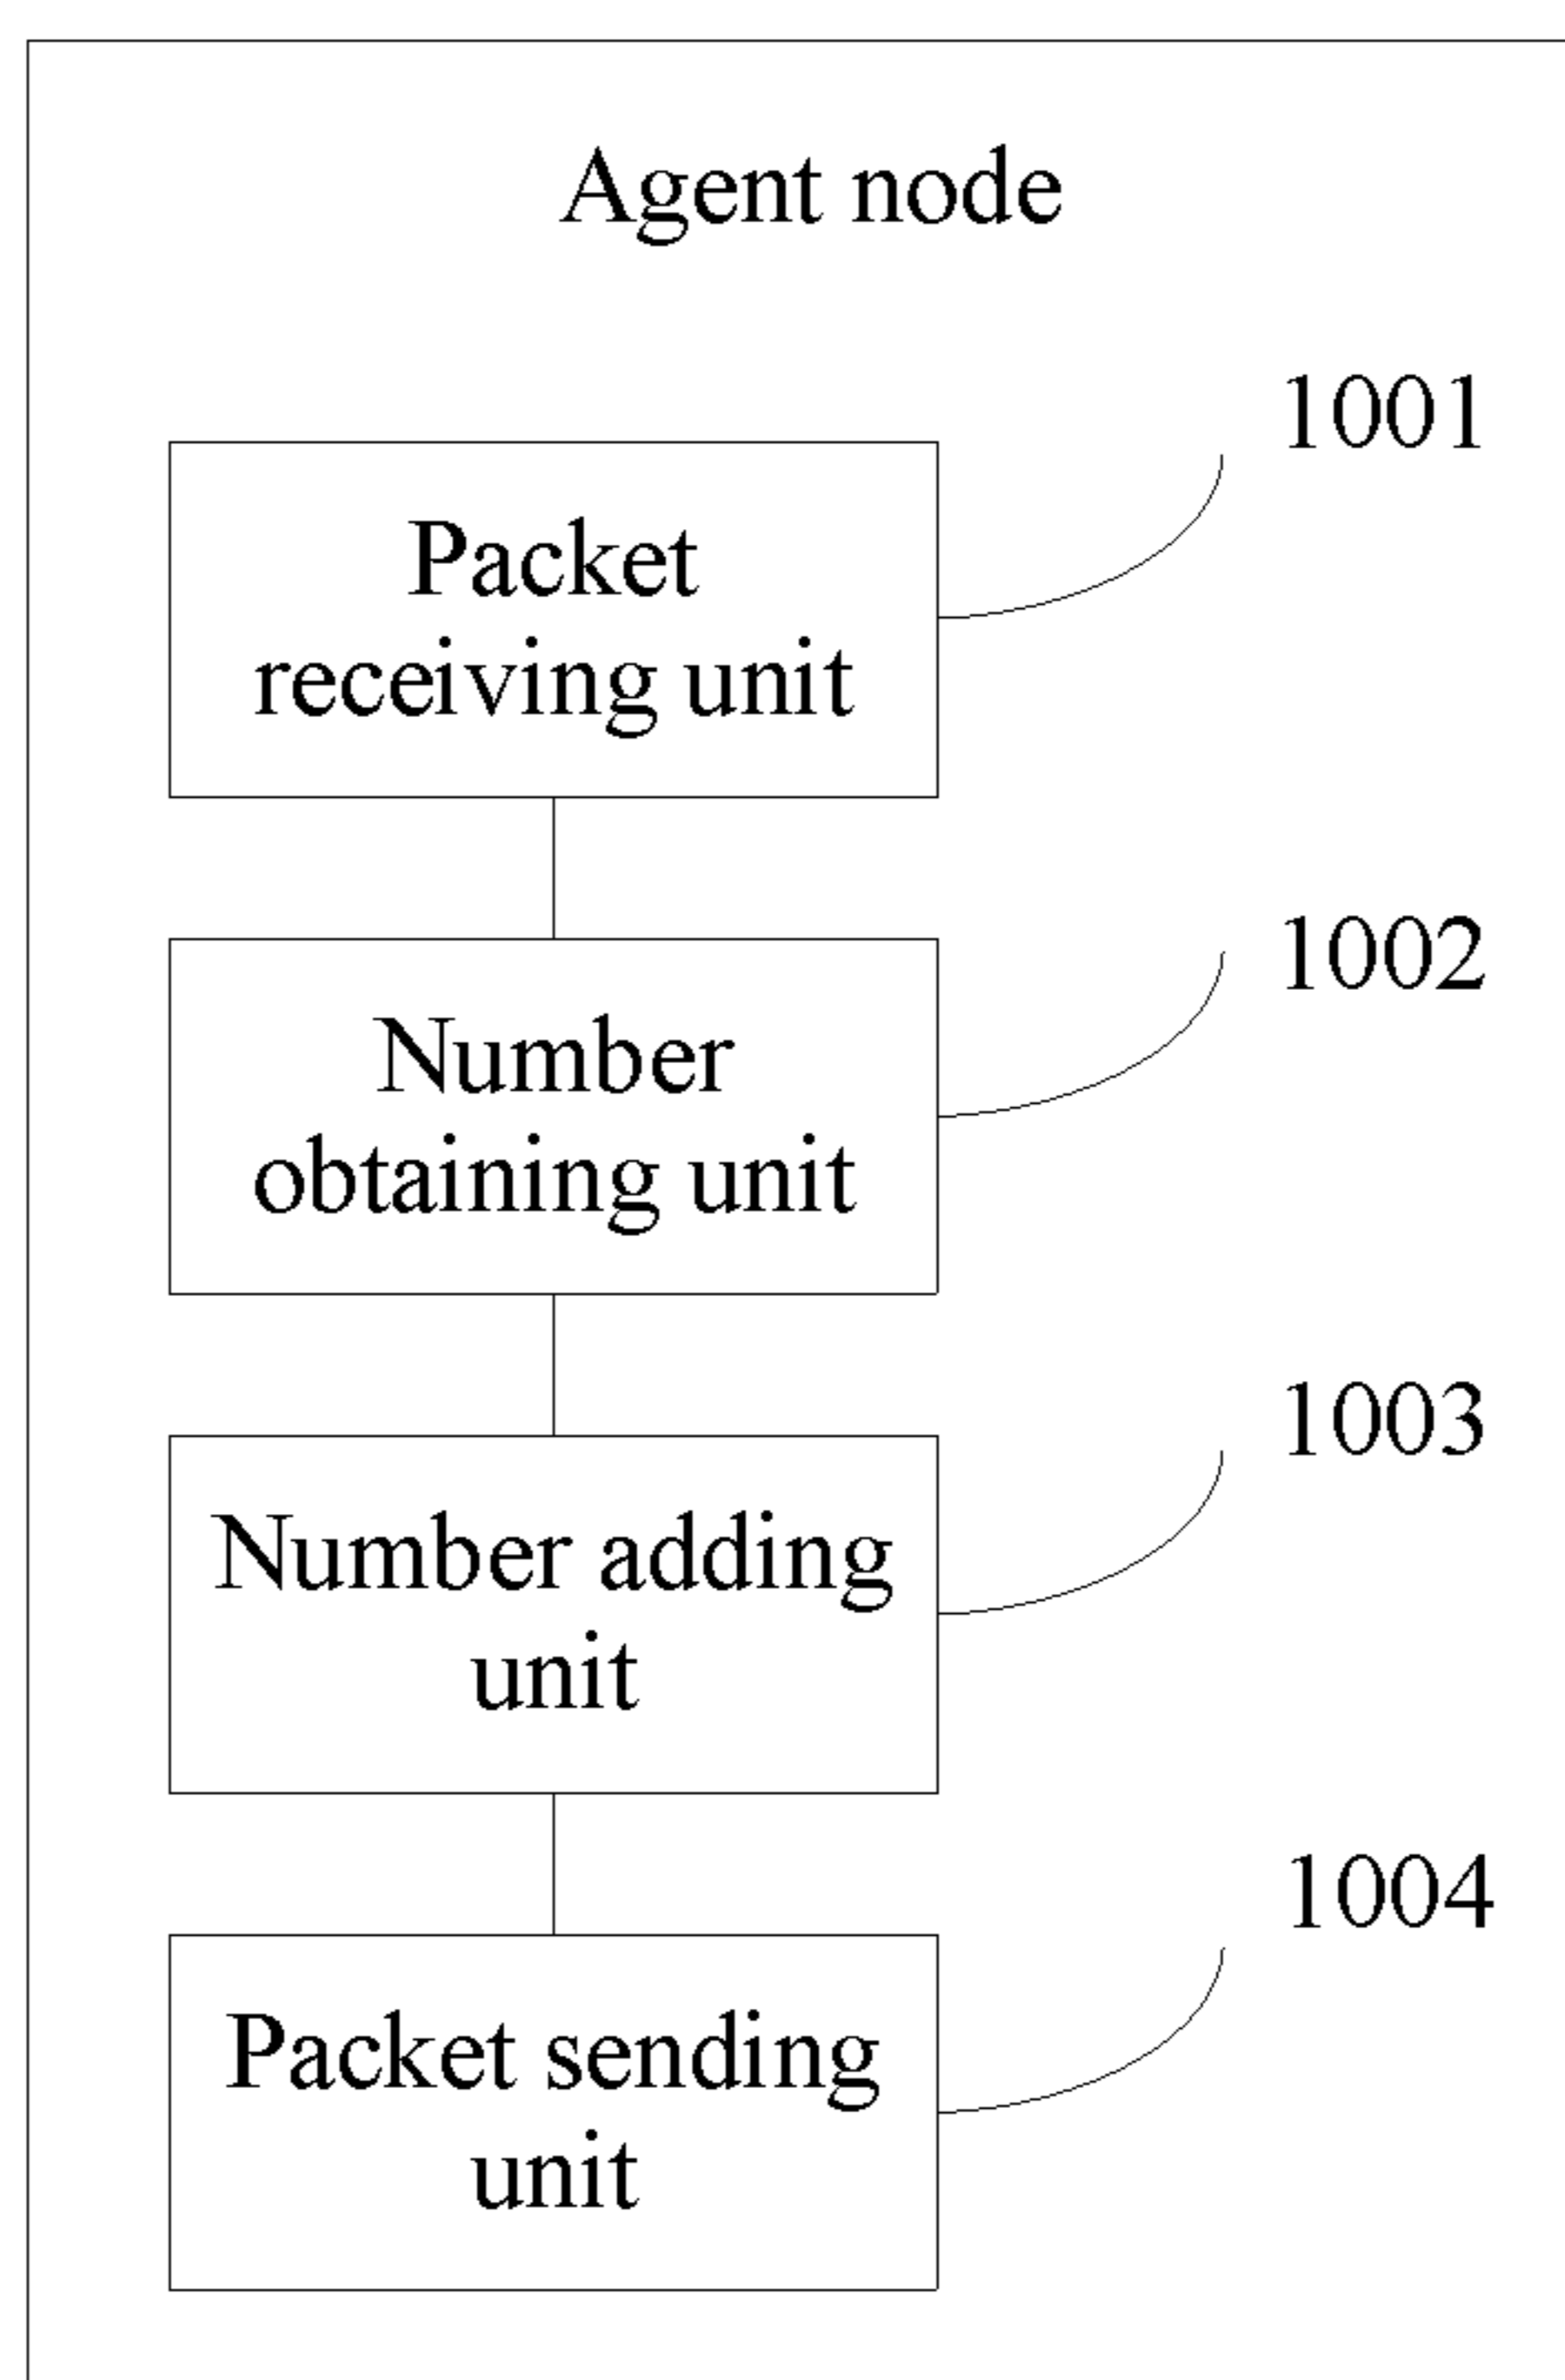 Agent node
1001
Packet
receiving unit
1002
Number
obtaining unit
1003
Number adding
unit
1004
Packet sending
unit